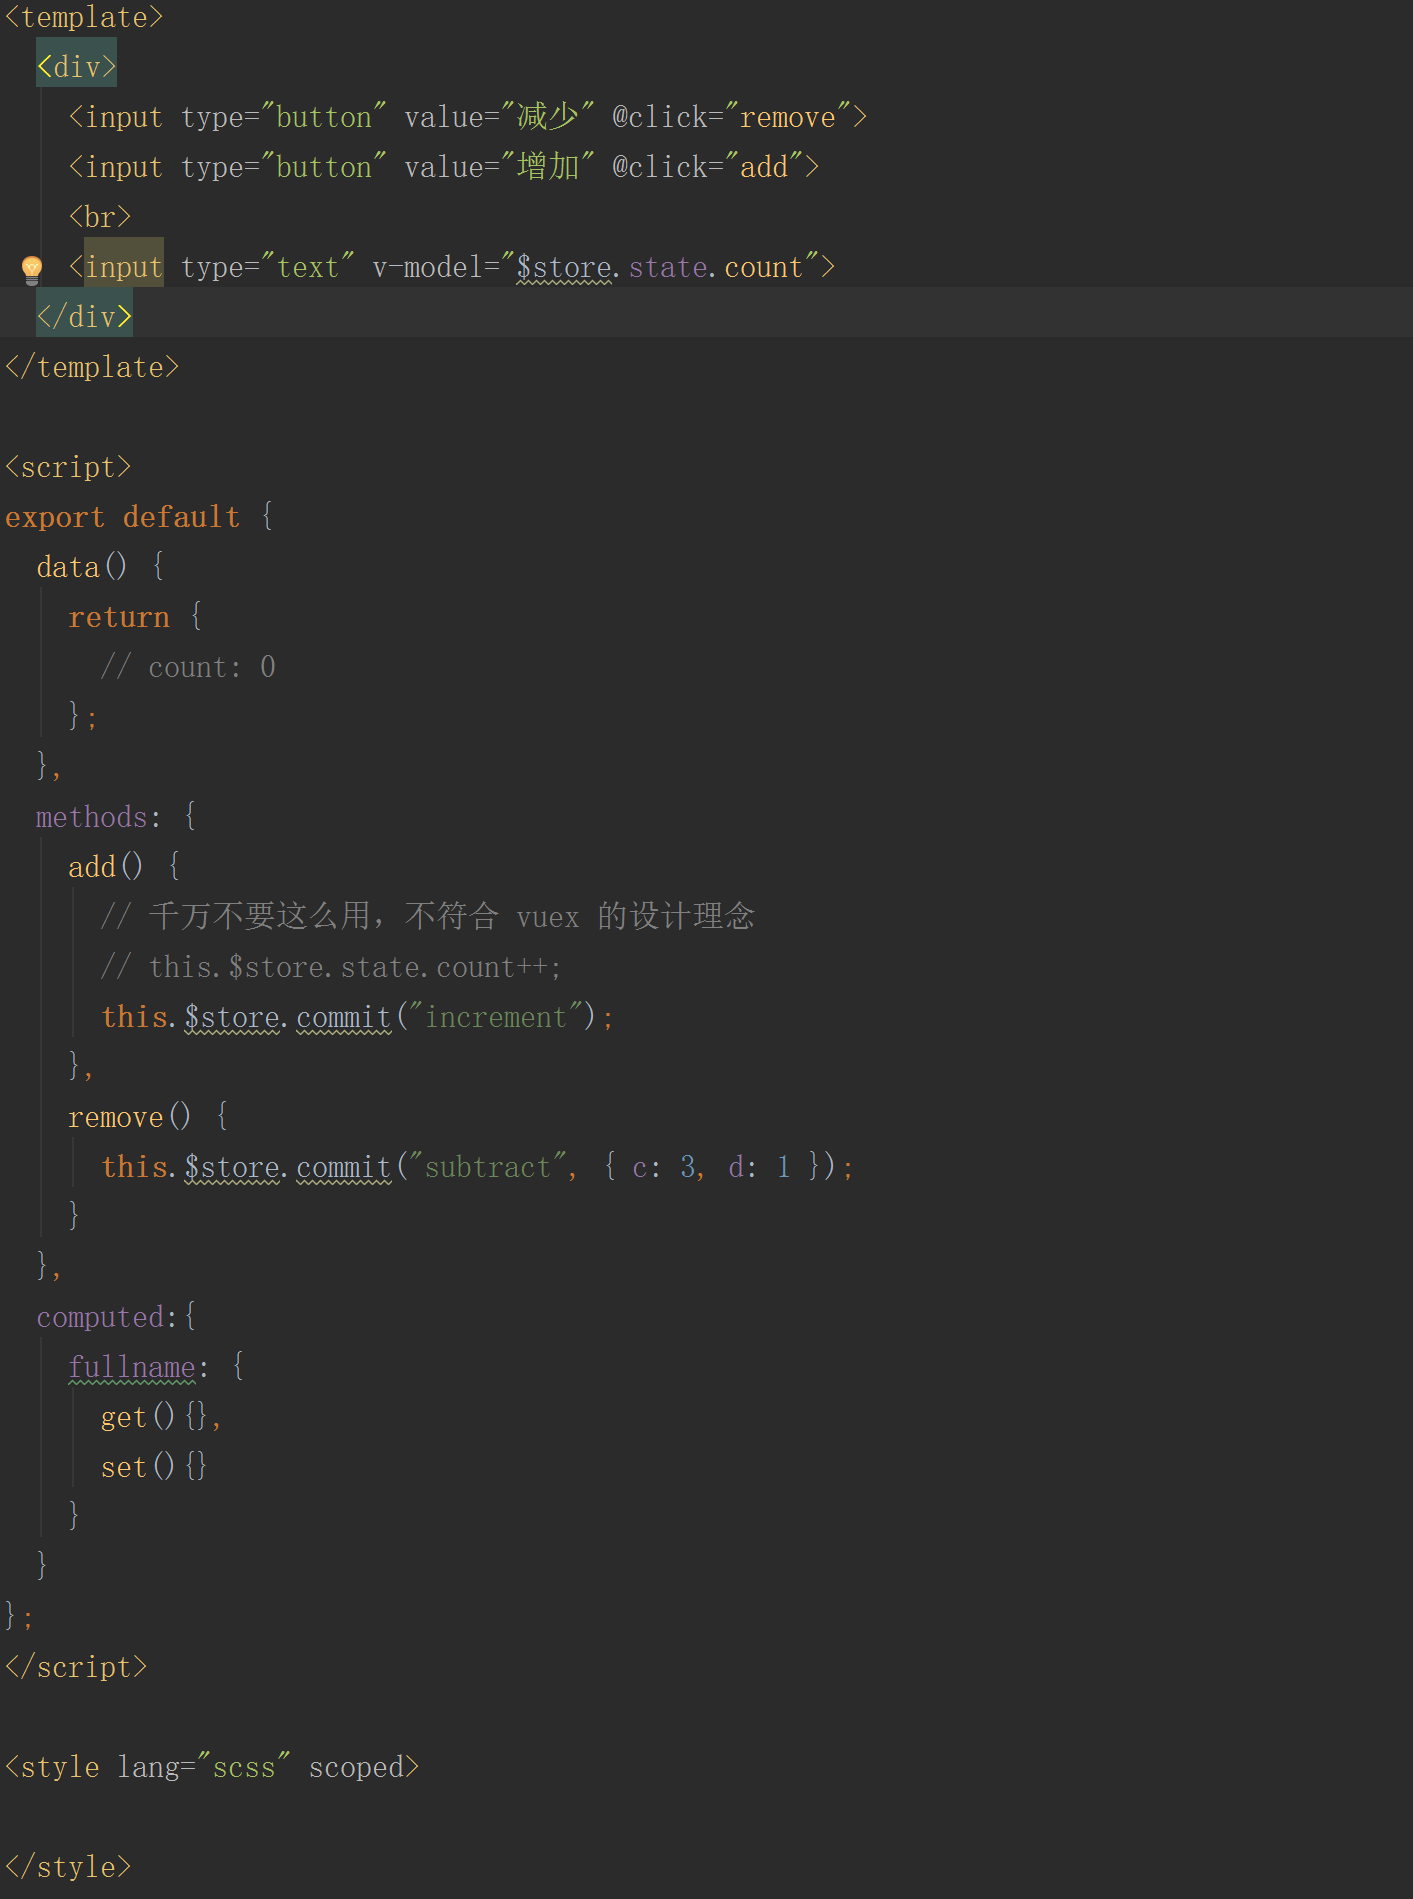 <template>
  <div>
    <input type="button" value="减少" @click="remove">
    <input type="button" value="增加" @click="add">
    <br>
    <input type="text" v-model="$store.state.count">
  </div>
</template>

<script>
export default {
  data() {
    return {
      // count: 0
    };
  },
  methods: {
    add() {
      // 千万不要这么用，不符合 vuex 的设计理念
      // this.$store.state.count++;
      this.$store.commit("increment");
    },
    remove() {
      this.$store.commit("subtract", { c: 3, d: 1 });
    }
  },
  computed:{
    fullname: {
      get(){},
      set(){}
    }
  }
};
</script>

<style lang="scss" scoped>

</style>